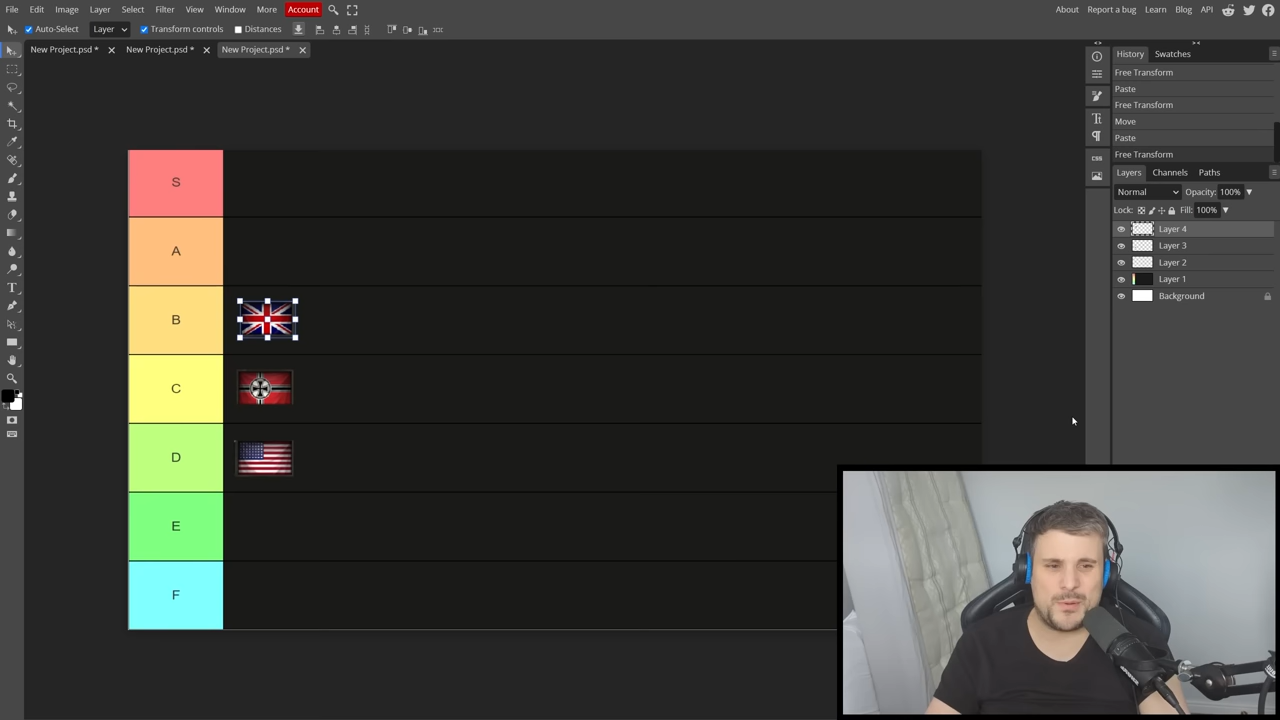 File Edit Image Layer Select Filter View Window More Account About Report a bug Learn Blog API
Auto-Select Layer Transform controls Distances
New Project.psd * New Project.psd * New Project.psd *
History Swatches
Free Transform
Paste
Free Transform
Move
Paste
Free Transform
Layers Channels Paths
Normal Opacity: 100%
Lock: Fill: 100%
Layer 4
Layer 3
Layer 2
Layer 1
Background
CSS
S
A
B
C
D
E
F